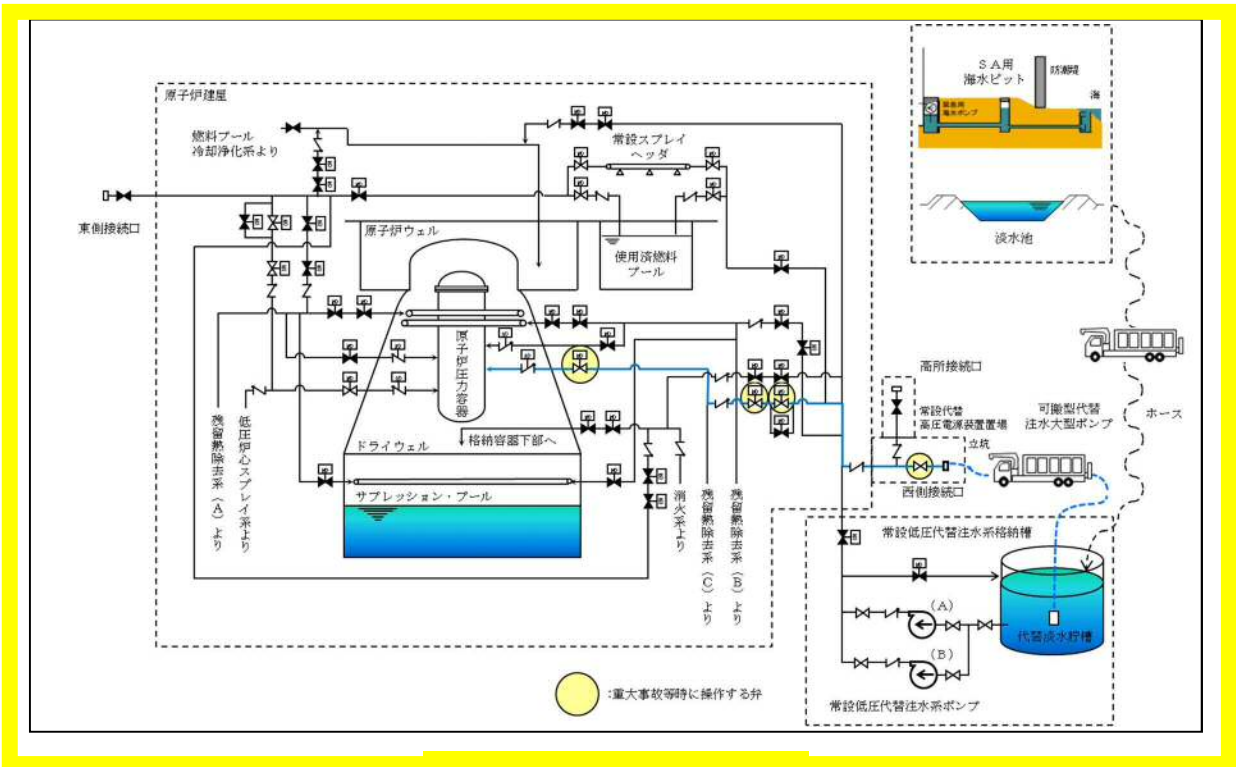 原子炉建屋
燃料プール
冷却浄化系より
常設スプレイ
ヘッダ
東側接続口
原子炉ウェル
使用済燃料
プール
原子炉圧力容器
ドライウェル
格納容器下部へ
サプレッション・プール
残留熱除去系(A)より
低圧炉心スプレイ系より
消火系より
残留熱除去系(C)より
残留熱除去系(B)より
SA用
海水ピット
防潮堤
海
緊急用
海水ポンプ
淡水池
高所接続口
常設代替
高圧電源装置置場
立坑
西側接続口
可搬型代替
注水大型ポンプ
ホース
常設低圧代替注水系格納槽
(A)
(B)
代替淡水貯槽
常設低圧代替注水系ポンプ
:重大事故等時に操作する弁